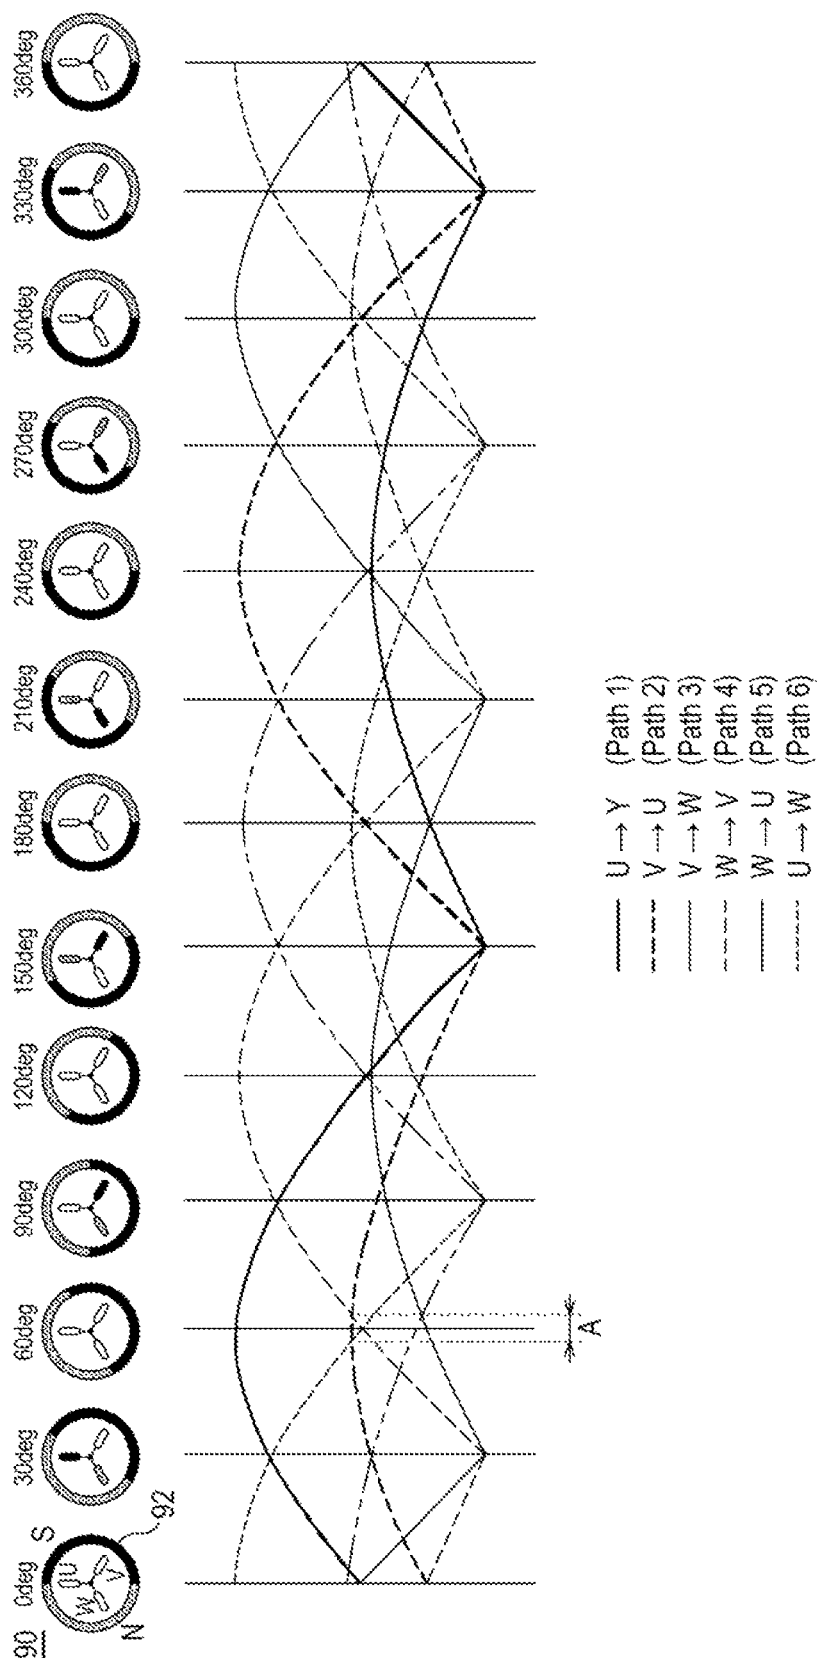 90
0deg
30deg
60deg
90deg
120deg
150deg
180deg
210deg
240deg
270deg
300deg
330deg
360deg
S
N
U
W
V
92
A
U → Y (Path 1)
V → U (Path 2)
V → W (Path 3)
W → V (Path 4)
W → U (Path 5)
U → W (Path 6)